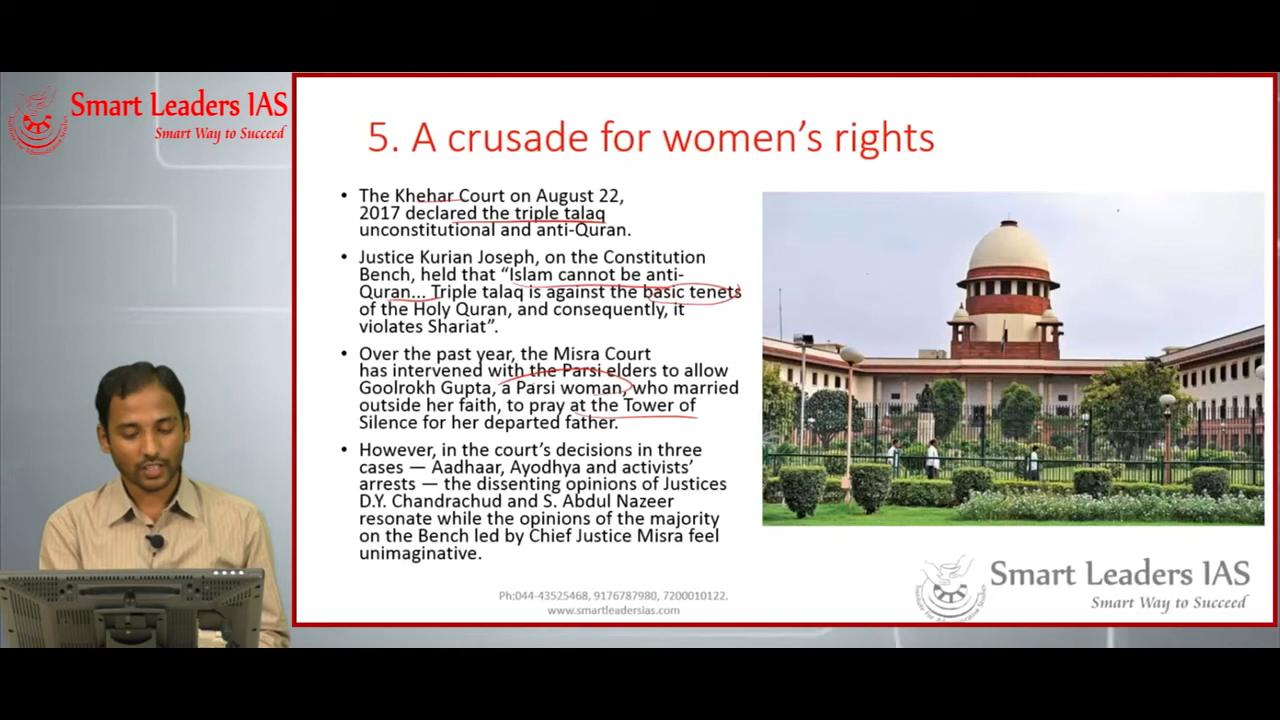 Smart Leaders IAS
Smart Way to Succeed
5. A crusade for women's rights
• The Khehar Court on August 22,
2017 declared the triple talaq
unconstitutional and anti-Quran.
• Justice Kurian Joseph, on the Constitution
Bench, held that “Islam cannot be anti-
Quran... Triple talaq is against the basic tenets
of the Holy Quran, and consequently, it
violates Shariat”.
• Over the past year, the Misra Court
has intervened with the Parsi elders to allow
Goolrokh Gupta, a Parsi woman, who married
outside her faith, to pray at the Tower of
Silence for her departed father.
• However, in the court's decisions in three
cases — Aadhaar, Ayodhya and activists'
arrests — the dissenting opinions of Justices
D.Y. Chandrachud and S. Abdul Nazeer
resonate while the opinions of the majority
on the Bench led by Chief Justice Misra feel
unimaginative.
Ph:044-43525468, 9176787980, 7200010122.
www.smartleadersias.com
Smart Leaders IAS
Smart Way to Succeed